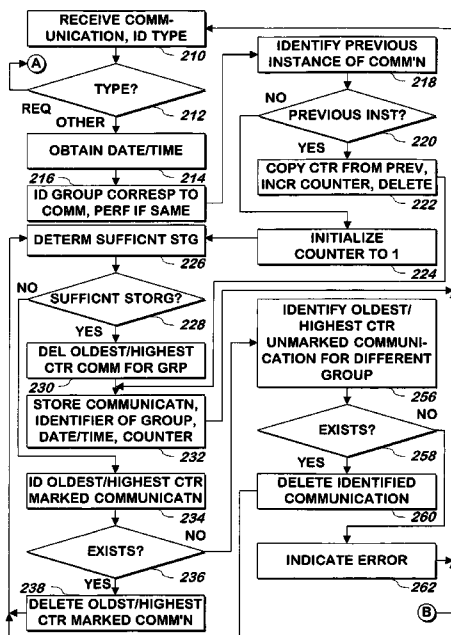 RECEIVE COMM-
UNICATION, ID TYPE
210
A
TYPE?
212
REQ
OTHER
OBTAIN DATE/TIME
214
216
ID GROUP CORRESP TO
COMM, PERF IF SAME
DETERM SUFFICNT STG
226
NO
SUFFICNT STORG?
228
YES
DEL OLDEST/HIGHEST
CTR COMM FOR GRP
230
STORE COMMUNICATN,
IDENTIFIER OF GROUP,
DATE/TIME, COUNTER
232
ID OLDEST/HIGHEST CTR
MARKED COMMUNICATN
234
NO
EXISTS?
236
YES
238
DELETE OLDST/HIGHEST
CTR MARKED COMM'N
IDENTIFY PREVIOUS
INSTANCE OF COMM'N
218
NO
PREVIOUS INST?
220
YES
COPY CTR FROM PREV,
INCR COUNTER, DELETE
222
INITIALIZE
COUNTER TO 1
224
IDENTIFY OLDEST/
HIGHEST CTR
UNMARKED COMMUNI-
CATION FOR DIFFERENT
GROUP
256
NO
EXISTS?
258
YES
DELETE IDENTIFIED
COMMUNICATION
260
INDICATE ERROR
262
B